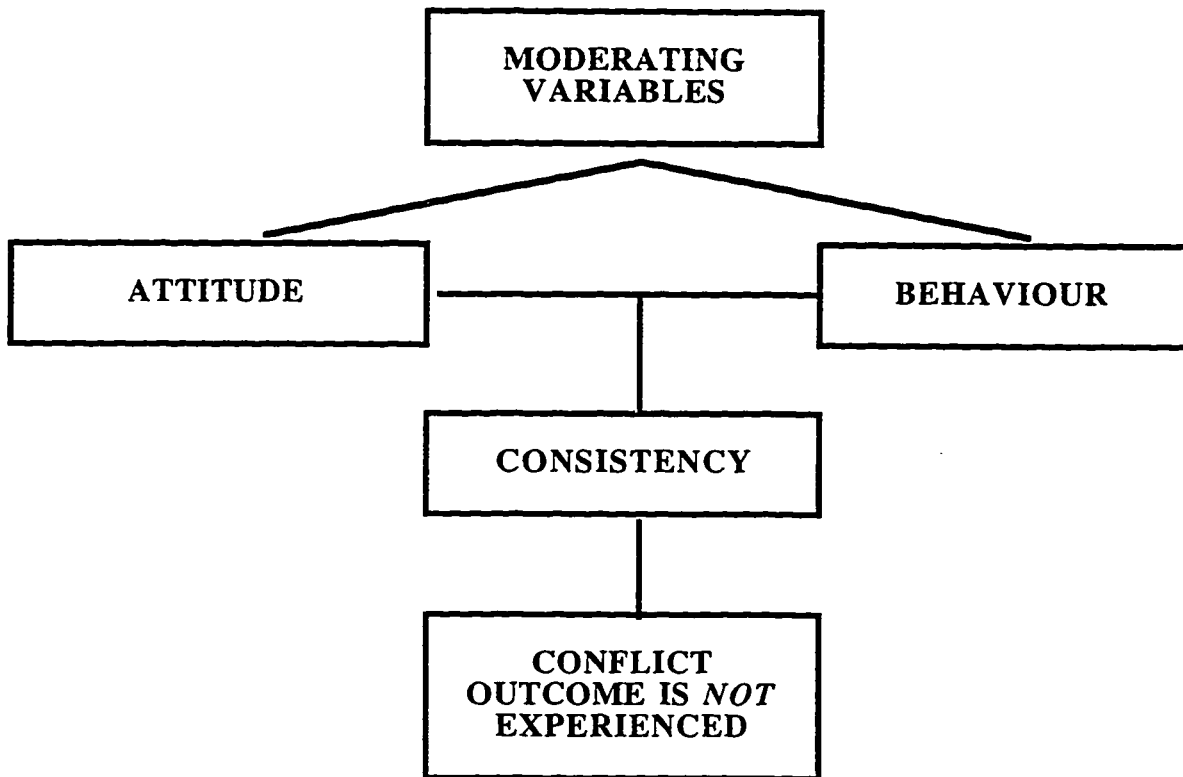 MODERATING
VARIABLES
ATTITUDE
BEHAVIOUR
CONSISTENCY
CONFLICT
OUTCOME IS NOT
EXPERIENCED